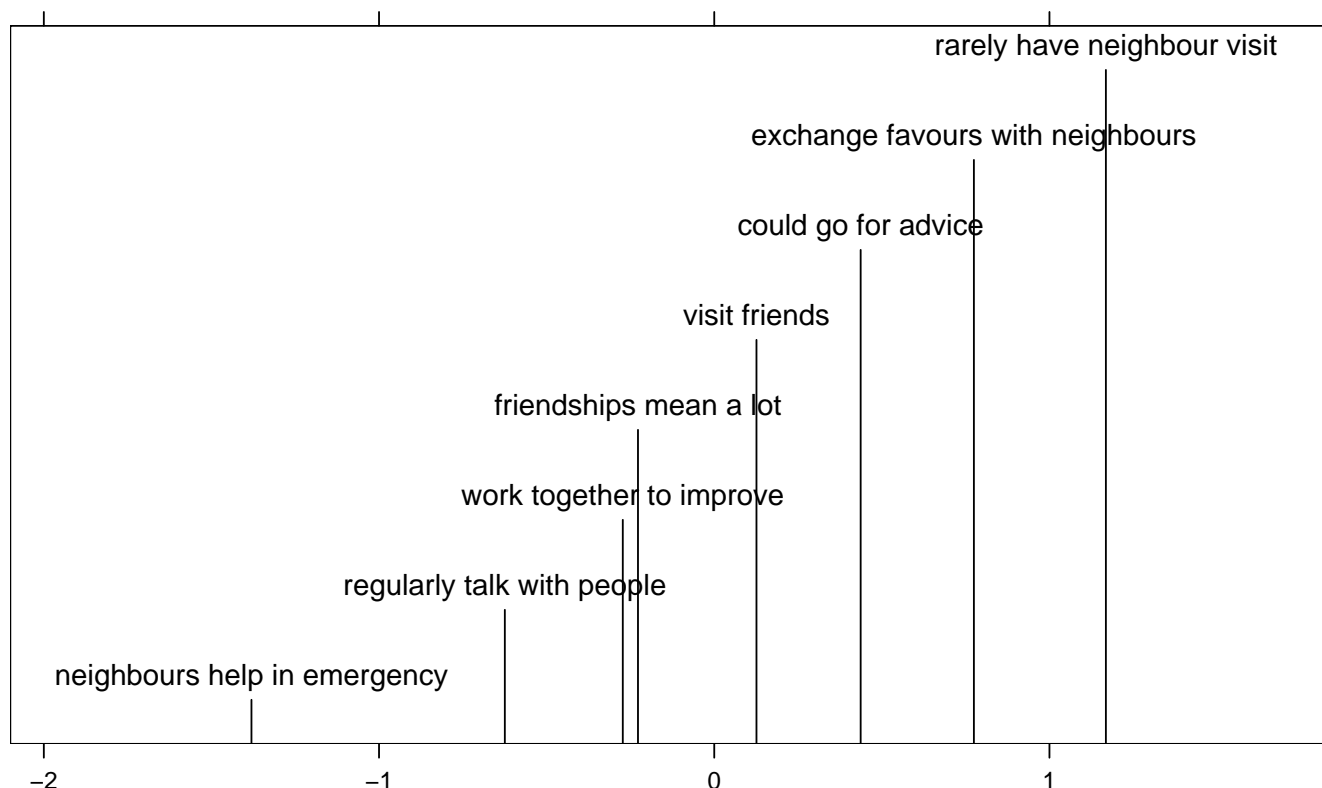 rarely have neighbour visit
exchange favours with neighbours
could go for advice
visit friends
friendships mean a lot
work together to improve
regularly talk with people
neighbours help in emergency
−2 −1 0 1